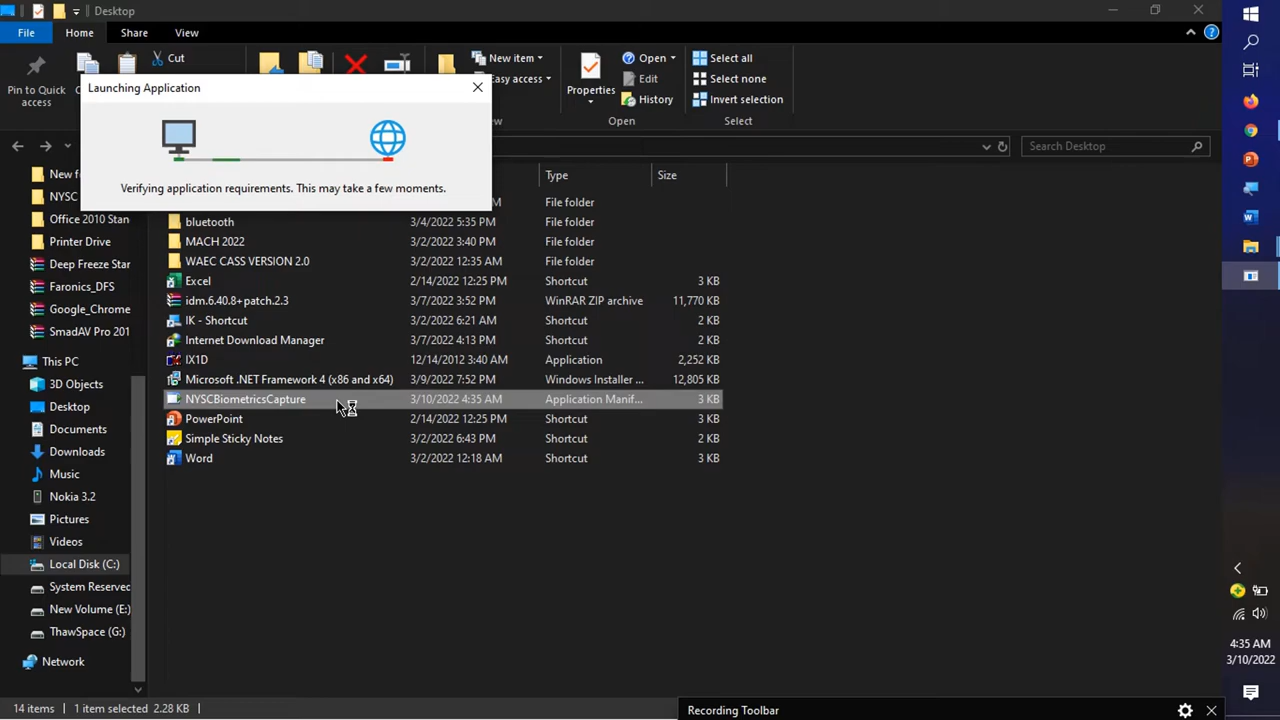 Desktop
File Home Share View
Pin to Quick
access
Cut
New item
Easy access
Properties
Open
Edit
History
Open
Select all
Select none
Invert selection
Select
Launching Application
Verifying application requirements. This may take a few moments.
Search Desktop
Type Size
New f
NYSC
Office 2010 Stan
Printer Drive
Deep Freeze Star
Faronics_DFS
Google_Chrome
SmadAV Pro 201
This PC
3D Objects
Desktop
Documents
Downloads
Music
Nokia 3.2
Pictures
Videos
Local Disk (C:)
System Reserved
New Volume (E:)
ThawSpace (G:)
Network
File folder
bluetooth 3/4/2022 5:35 PM File folder
MACH 2022 3/2/2022 3:40 PM File folder
WAEC CASS VERSION 2.0 3/2/2022 12:35 AM File folder
Excel 2/14/2022 12:25 PM Shortcut 3 KB
idm.6.40.8+patch.2.3 3/7/2022 3:52 PM WinRAR ZIP archive 11,770 KB
IK - Shortcut 3/2/2022 6:21 AM Shortcut 2 KB
Internet Download Manager 3/7/2022 4:13 PM Shortcut 2 KB
IX1D 12/14/2012 3:40 AM Application 2,252 KB
Microsoft .NET Framework 4 (x86 and x64) 3/9/2022 7:52 PM Windows Installer ... 12,805 KB
NYSCBiometricsCapture 3/10/2022 4:35 AM Application Manif... 3 KB
PowerPoint 2/14/2022 12:25 PM Shortcut 3 KB
Simple Sticky Notes 3/2/2022 6:43 PM Shortcut 2 KB
Word 3/2/2022 12:18 AM Shortcut 3 KB
14 items 1 item selected 2.28 KB
Recording Toolbar
4:35 AM
3/10/2022